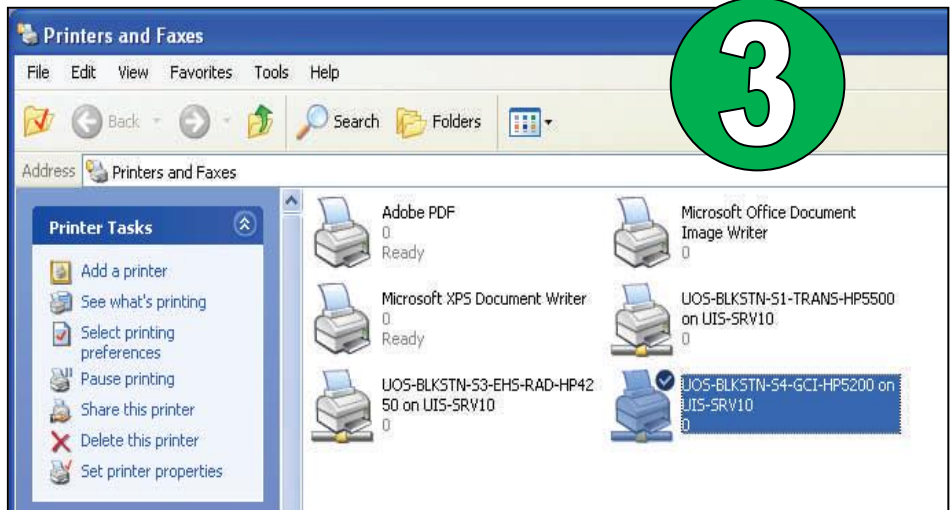 Printers and Faxes
3
File Edit View Favorites Tools Help
Back Search Folders
Address Printers and Faxes
Printer Tasks
Add a printer
See what's printing
Select printing
preferences
Pause printing
Share this printer
Delete this printer
Set printer properties
Adobe PDF
0
Ready
Microsoft Office Document
Image Writer
0
Microsoft XPS Document Writer
0
Ready
UOS-BLKSTN-S1-TRANS-HP5500
on UIS-SRV10
0
UOS-BLKSTN-S3-EHS-RAD-HP42
50 on UIS-SRV10
0
UOS-BLKSTN-S4-GCI-HP5200 on
UIS-SRV10
0